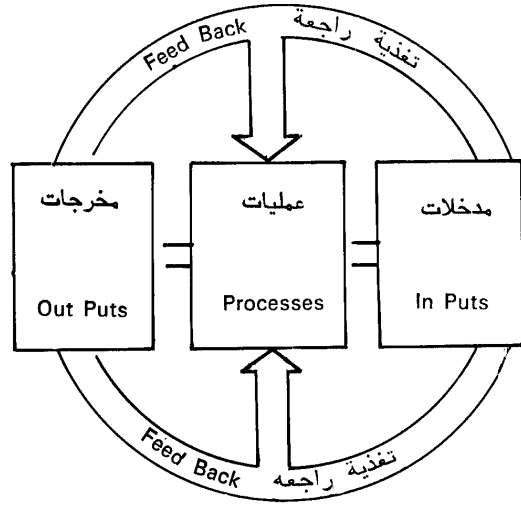 Feed Back تغذية راجعة
مدخلات
In Puts
عمليات
Processes
مخرجات
Out Puts
Feed Back تغذية راجعه